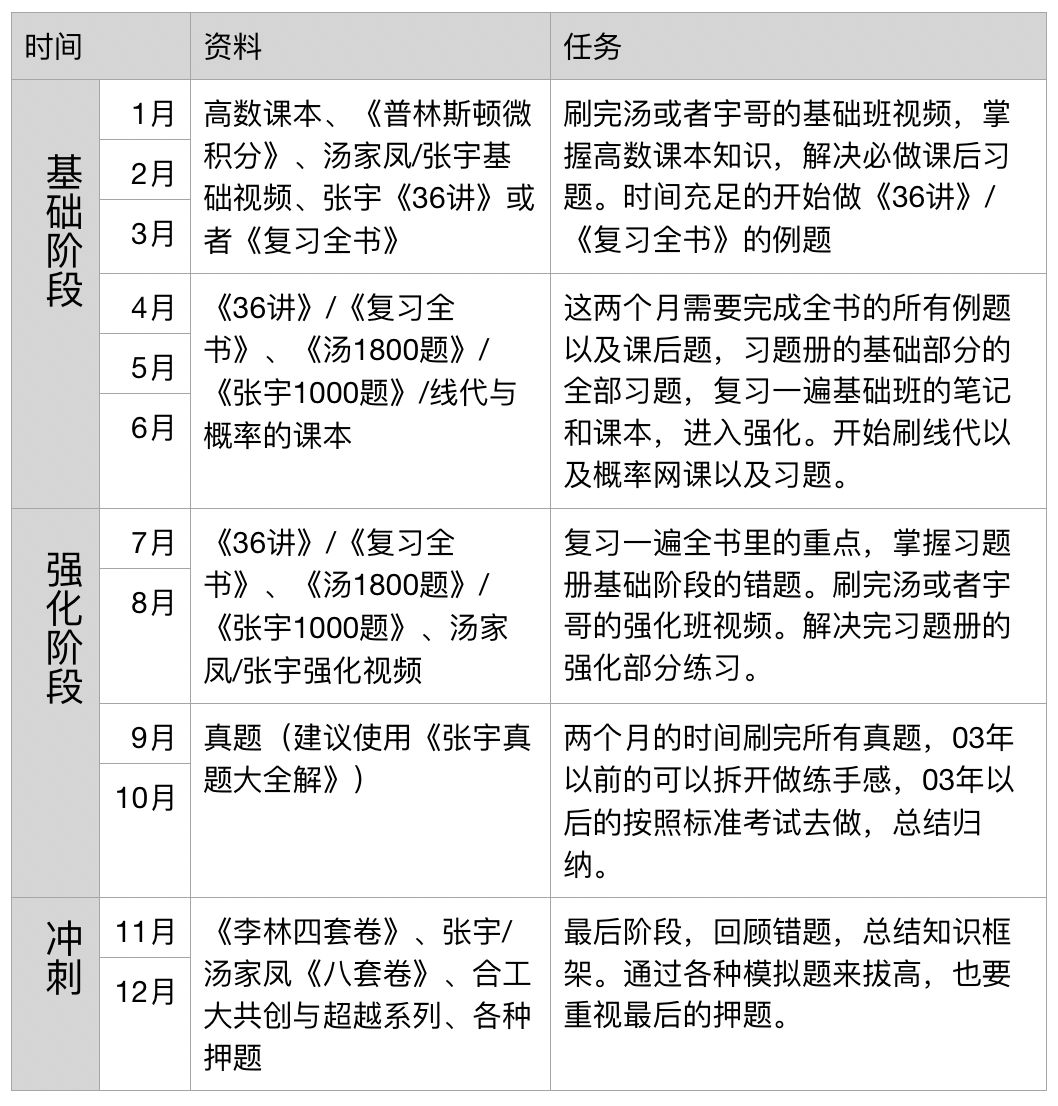 时间 资料 任务
基础阶段
1月
2月
3月
高数课本、《普林斯顿微
积分》、汤家凤/张宇基
础视频、张宇《36讲》或
者《复习全书》
刷完汤或者宇哥的基础班视频，掌
握高数课本知识，解决必做课后习
题。时间充足的开始做《36讲》/
《复习全书》的例题
4月
5月
6月
《36讲》/《复习全
书》、《汤1800题》/
《张宇1000题》/线代与
概率的课本
这两个月需要完成全书的所有例题
以及课后题，习题册的基础部分的
全部习题，复习一遍基础班的笔记
和课本，进入强化。开始刷线代以
及概率网课以及习题。
强化阶段
7月
8月
《36讲》/《复习全
书》、《汤1800题》/
《张宇1000题》、汤家
凤/张宇强化视频
复习一遍全书里的重点，掌握习题
册基础阶段的错题。刷完汤或者宇
哥的强化班视频。解决完习题册的
强化部分练习。
9月
10月
真题（建议使用《张宇真
题大全解》）
两个月的时间刷完所有真题，03年
以前的可以拆开做练手感，03年以
后的按照标准考试去做，总结归
纳。
冲刺
11月
12月
《李林四套卷》、张宇/
汤家凤《八套卷》、合工
大共创与超越系列、各种
押题
最后阶段，回顾错题，总结知识框
架。通过各种模拟题来拔高，也要
重视最后的押题。